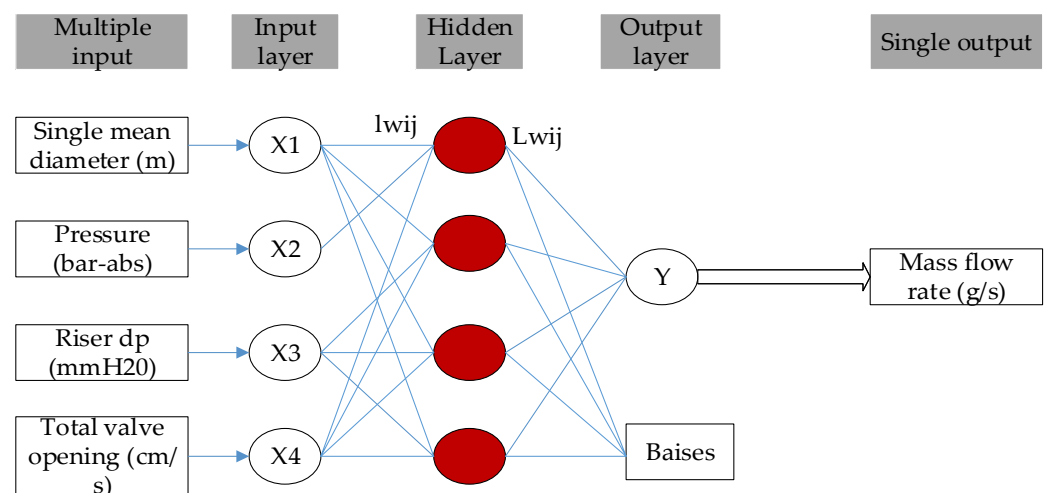 Multiple
input
Input
layer
Hidden
Layer
Output
layer
Single output
Single mean
diameter (m)
X1
lwij
Lwij
Pressure
(bar-abs)
X2
Y
Mass flow
rate (g/s)
Riser dp
(mmH20)
X3
Total valve
opening (cm/
s)
X4
Baises